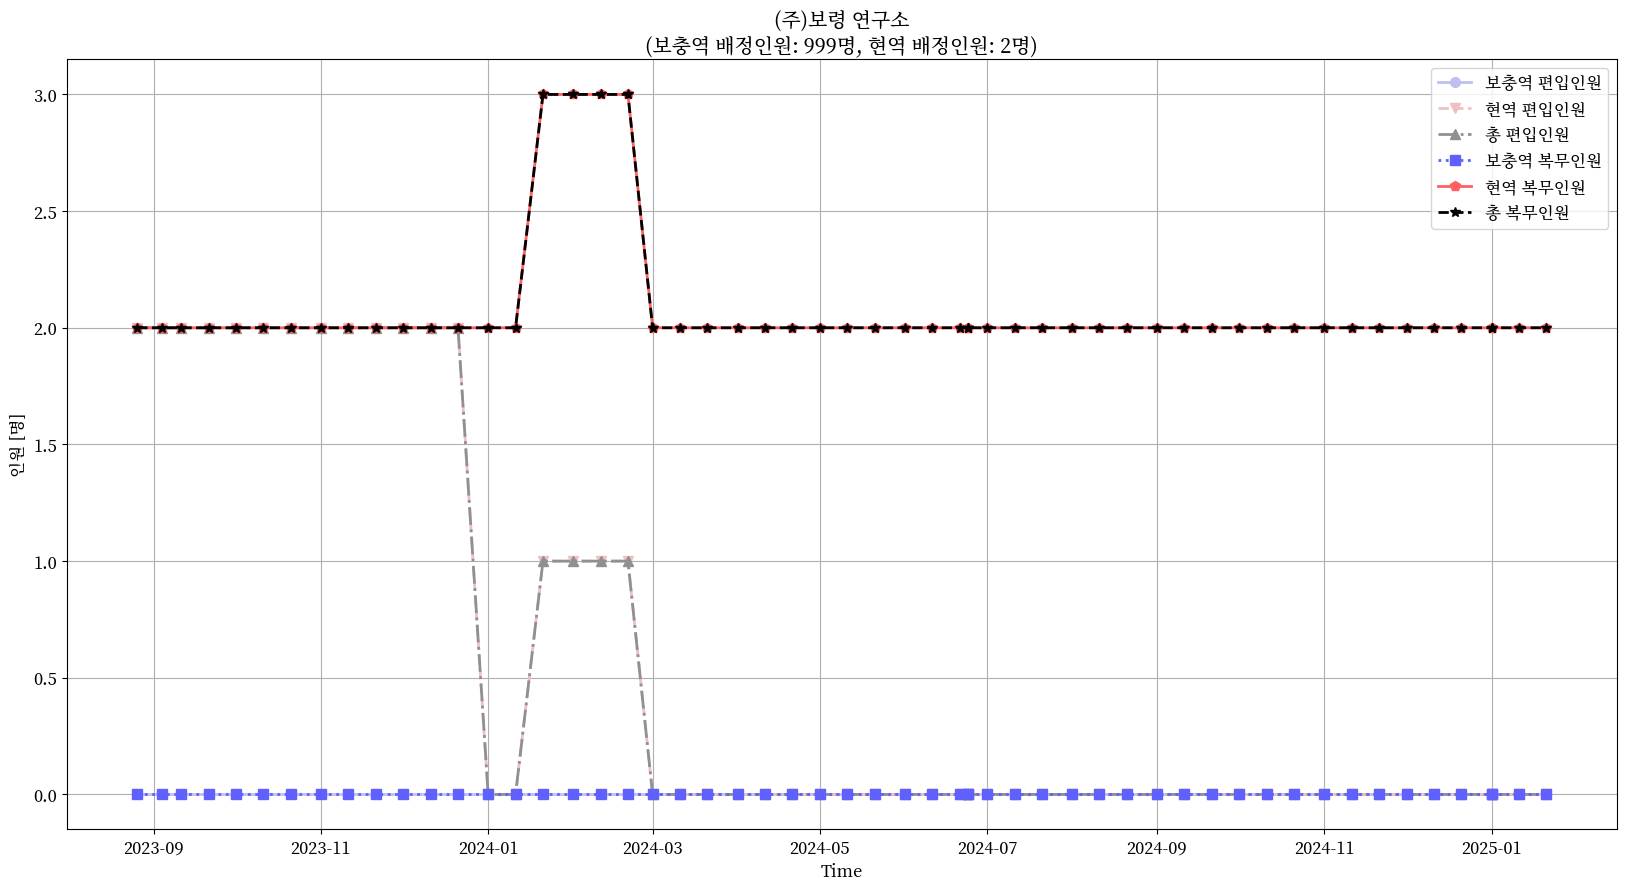 (주)보령 연구소
(보충역 배정인원: 999명, 현역 배정인원: 2명)
보충역 편입인원
현역 편입인원
총 편입인원
보충역 복무인원
현역 복무인원
총 복무인원
인원 [명]
3.0
2.5
2.0
1.5
1.0
0.5
0.0
2023-09 2023-11 2024-01 2024-03 2024-05 2024-07 2024-09 2024-11 2025-01
Time